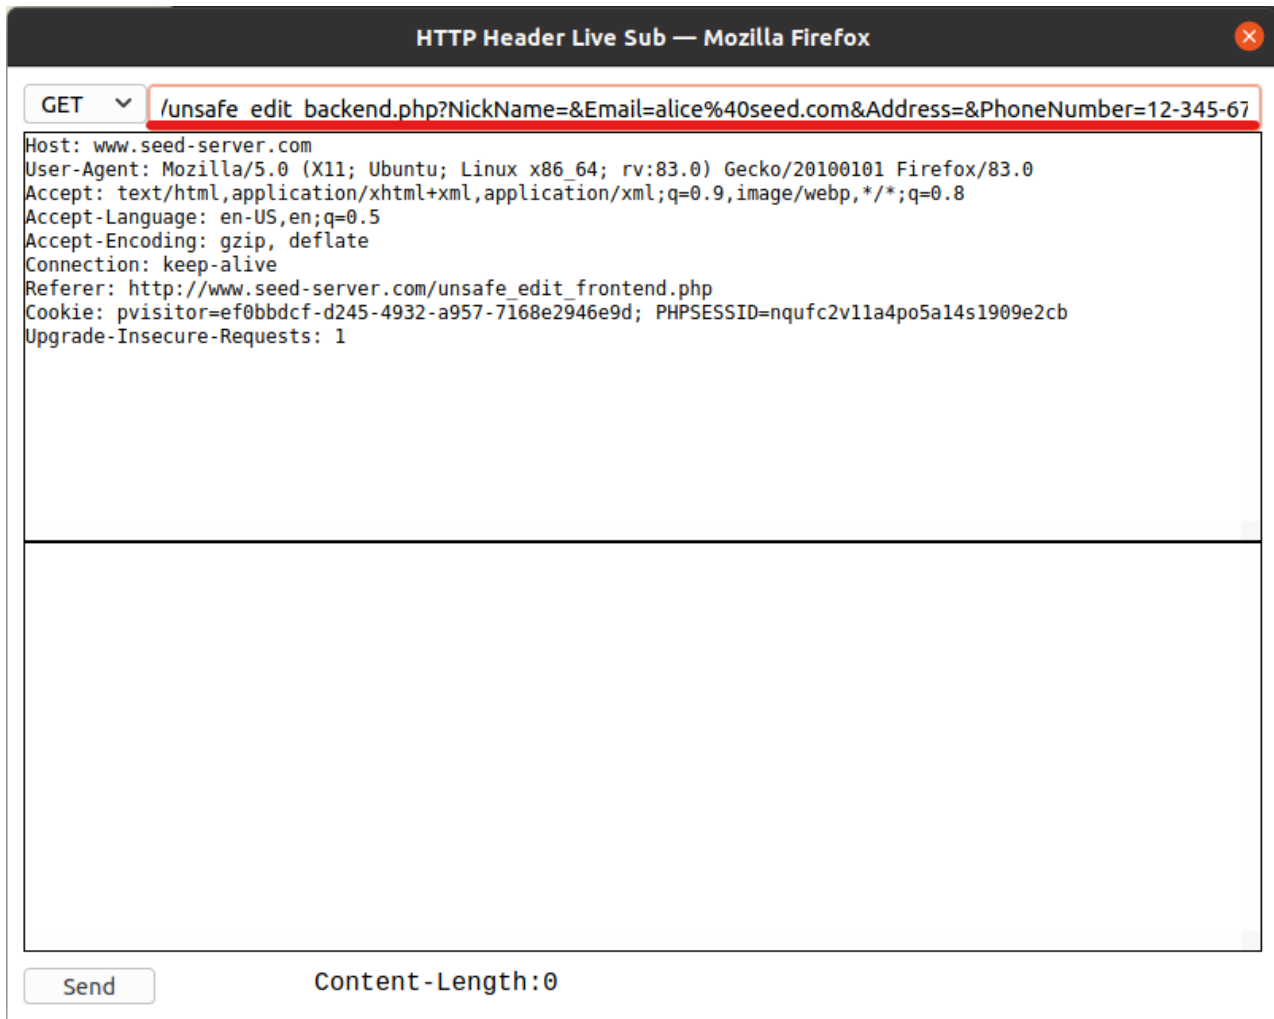 HTTP Header Live Sub — Mozilla Firefox
GET /unsafe_edit_backend.php?NickName=&Email=alice%40seed.com&Address=&PhoneNumber=12-345-67
Host: www.seed-server.com
User-Agent: Mozilla/5.0 (X11; Ubuntu; Linux x86_64; rv:83.0) Gecko/20100101 Firefox/83.0
Accept: text/html,application/xhtml+xml,application/xml;q=0.9,image/webp,*/*;q=0.8
Accept-Language: en-US,en;q=0.5
Accept-Encoding: gzip, deflate
Connection: keep-alive
Referer: http://www.seed-server.com/unsafe_edit_frontend.php
Cookie: pvisitor=ef0bbdcf-d245-4932-a957-7168e2946e9d; PHPSESSID=nqufc2v11a4po5a14s1909e2cb
Upgrade-Insecure-Requests: 1
Send Content-Length:0